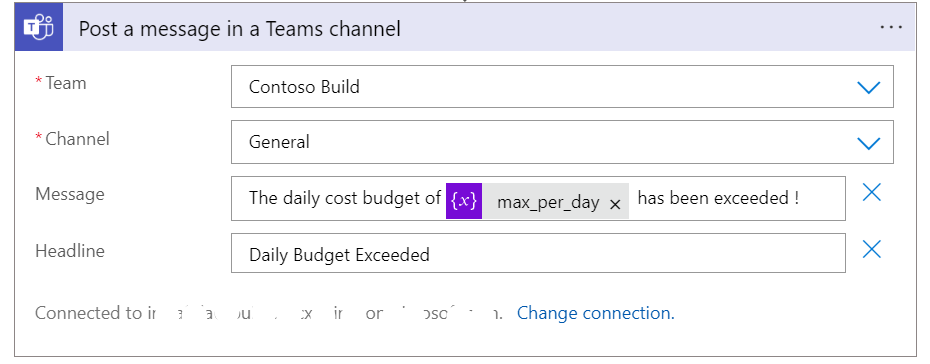 Post a message in a Teams channel
* Team
Contoso Build
* Channel
General
Message
The daily cost budget of {x} max_per_day × has been exceeded !
Headline
Daily Budget Exceeded
Connected to Change connection.